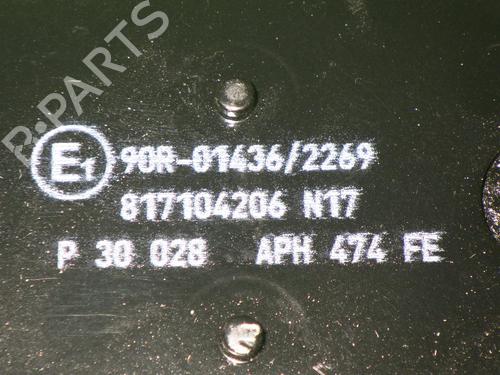 R-PARTS
E1 90R-01436/2269
817104206 N17
P 30 028 APH 474 FE